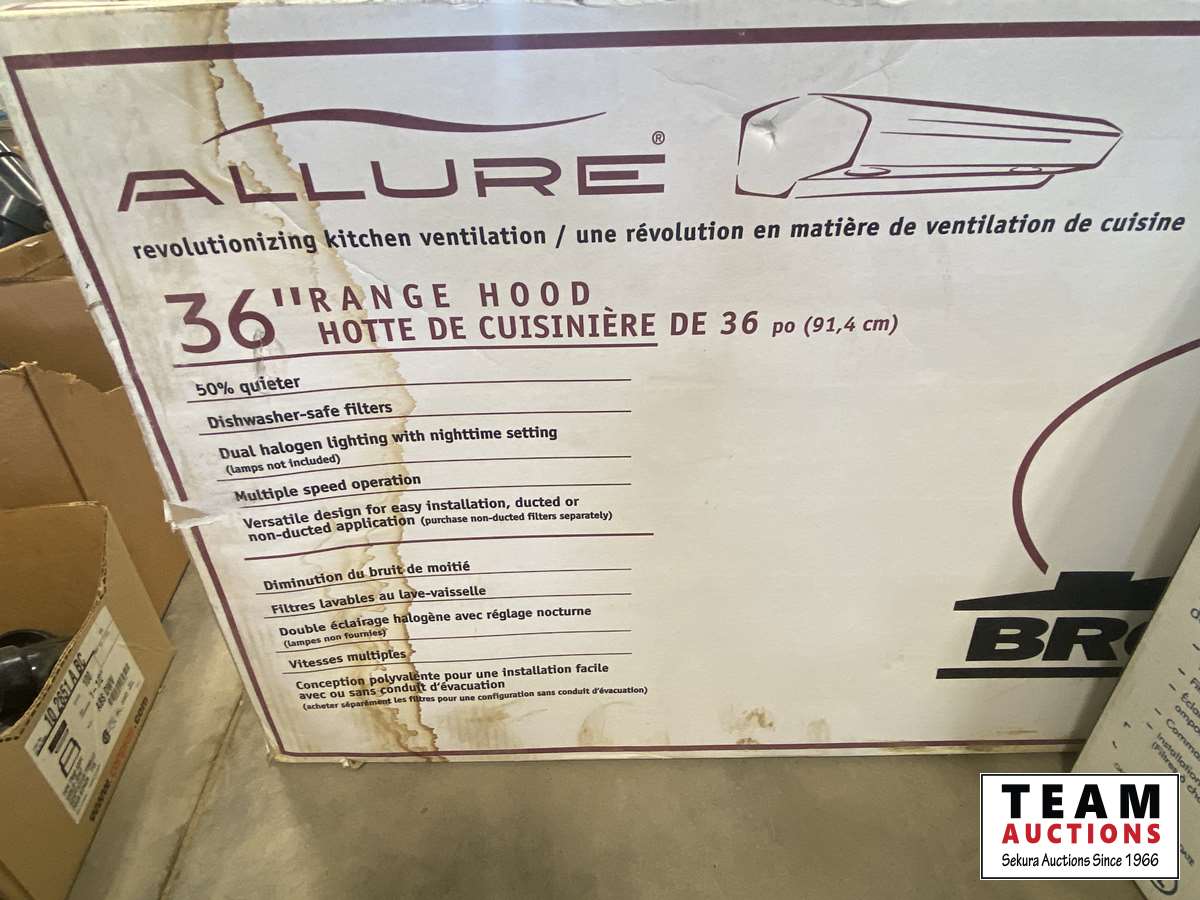 ALLURE®
revolutionizing kitchen ventilation / une révolution en matière de ventilation de cuisine
36" RANGE HOOD
HOTTE DE CUISINIÈRE DE 36 po (91,4 cm)
50% quieter
Dishwasher-safe filters
Dual halogen lighting with nighttime setting
(lamps not included)
Multiple speed operation
Versatile design for easy installation, ducted or
non-ducted application (purchase non-ducted filters separately)
Diminution du bruit de moitié
Filtres lavables au lave-vaisselle
Double éclairage halogène avec réglage nocturne
(lampes non fournies)
Vitesses multiples
Conception polyvalente pour une installation facile
avec ou sans conduit d'évacuation
(acheter séparément les filtres pour une configuration sans conduit d'évacuation)
BR
TEAM
AUCTIONS
Sekura Auctions Since 1966